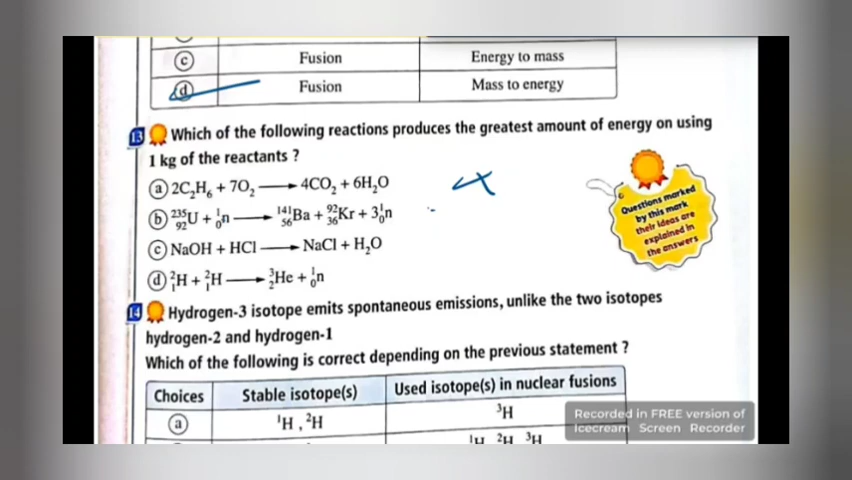 c Fusion Energy to mass
d Fusion Mass to energy
13 Which of the following reactions produces the greatest amount of energy on using
1 kg of the reactants ?
a 2C₂H₆ + 7O₂ ⟶ 4CO₂ + 6H₂O
b ²³⁵₉₂U + ¹₀n ⟶ ¹⁴¹₅₆Ba + ⁹²₃₆Kr + 3¹₀n
c NaOH + HCl ⟶ NaCl + H₂O
d ²₁H + ²₁H ⟶ ³₂He + ¹₀n
Questions marked
by this mark
their ideas are
explained in
the answers
14 Hydrogen-3 isotope emits spontaneous emissions, unlike the two isotopes
hydrogen-2 and hydrogen-1
Which of the following is correct depending on the previous statement ?
Choices Stable isotope(s) Used isotope(s) in nuclear fusions
a ¹H , ²H ³H
¹H ²H ³H
Recorded in FREE version of
Icecream Screen Recorder